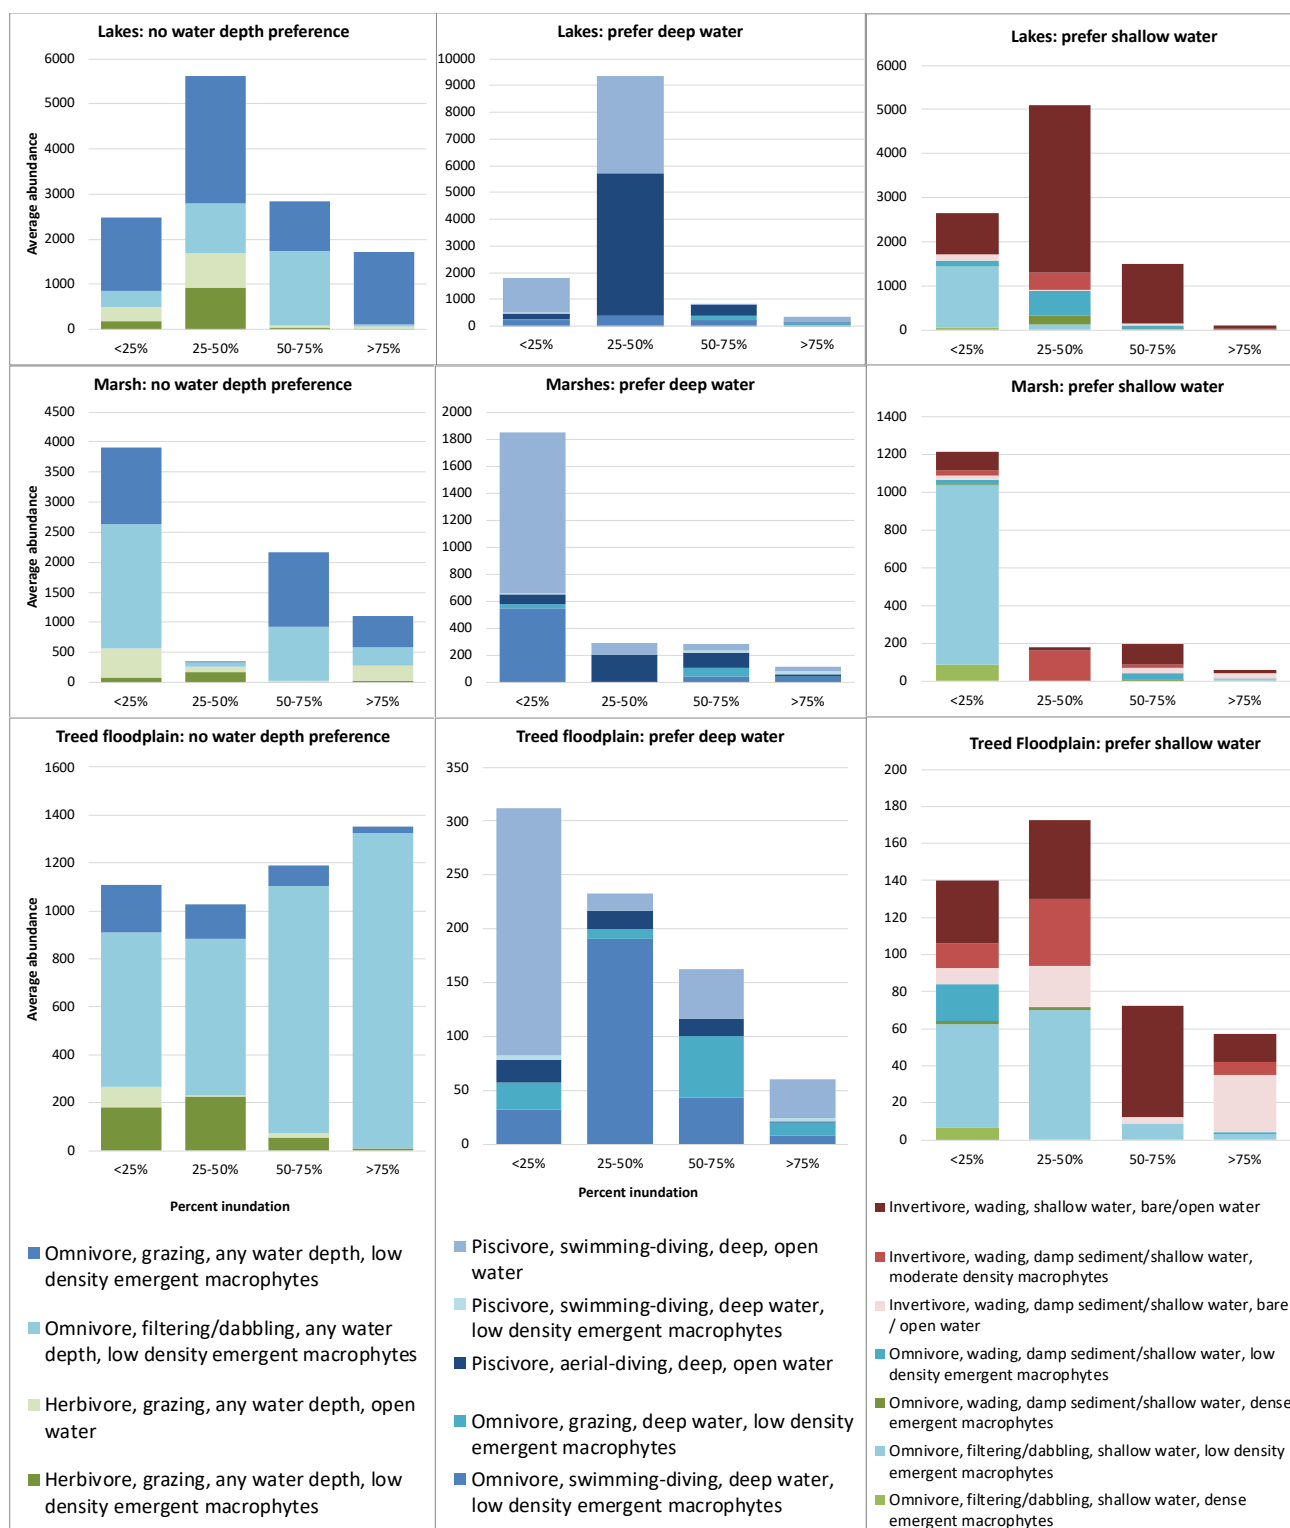 Lakes: no water depth preference
6000
5000
4000
3000
2000
1000
0
Average abundance
<25% 25-50% 50-75% >75%
Lakes: prefer deep water
10000
9000
8000
7000
6000
5000
4000
3000
2000
1000
0
<25% 25-50% 50-75% >75%
Lakes: prefer shallow water
6000
5000
4000
3000
2000
1000
0
<25% 25-50% 50-75% >75%
Marsh: no water depth preference
4500
4000
3500
3000
2500
2000
1500
1000
500
0
Average abundance
<25% 25-50% 50-75% >75%
Marshes: prefer deep water
2000
1800
1600
1400
1200
1000
800
600
400
200
0
<25% 25-50% 50-75% >75%
Marsh: prefer shallow water
1400
1200
1000
800
600
400
200
0
<25% 25-50% 50-75% >75%
Treed floodplain: no water depth preference
1600
1400
1200
1000
800
600
400
200
0
Average abundance
<25% 25-50% 50-75% >75%
Percent inundation
Treed floodplain: prefer deep water
350
300
250
200
150
100
50
0
<25% 25-50% 50-75% >75%
Percent inundation
Treed Floodplain: prefer shallow water
200
180
160
140
120
100
80
60
40
20
0
<25% 25-50% 50-75% >75%
Omnivore, grazing, any water depth, low
density emergent macrophytes
Omnivore, filtering/dabbling, any water
depth, low density emergent macrophytes
Herbivore, grazing, any water depth, open
water
Herbivore, grazing, any water depth, low
density emergent macrophytes
Piscivore, swimming-diving, deep, open
water
Piscivore, swimming-diving, deep water,
low density emergent macrophytes
Piscivore, aerial-diving, deep, open water
Omnivore, grazing, deep water, low density
emergent macrophytes
Omnivore, swimming-diving, deep water,
low density emergent macrophytes
Invertivore, wading, shallow water, bare/open water
Invertivore, wading, damp sediment/shallow water,
moderate density macrophytes
Invertivore, wading, damp sediment/shallow water, bare
/ open water
Omnivore, wading, damp sediment/shallow water, low
density emergent macrophytes
Omnivore, wading, damp sediment/shallow water, dense
emergent macrophytes
Omnivore, filtering/dabbling, shallow water, low density
emergent macrophytes
Omnivore, filtering/dabbling, shallow water, dense
emergent macrophytes